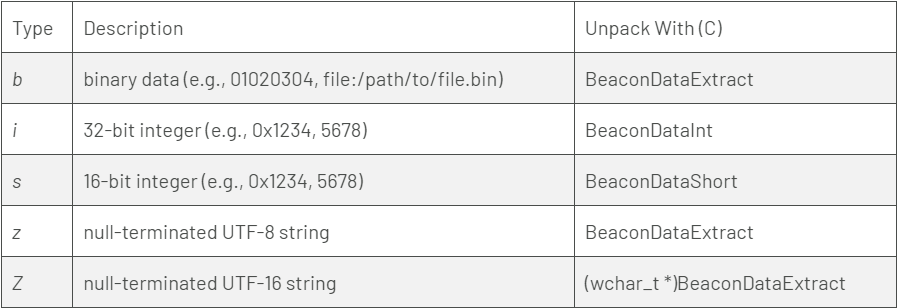 Type Description Unpack With (C)
b binary data (e.g., 01020304, file:/path/to/file.bin) BeaconDataExtract
i 32-bit integer (e.g., 0x1234, 5678) BeaconDataInt
s 16-bit integer (e.g., 0x1234, 5678) BeaconDataShort
z null-terminated UTF-8 string BeaconDataExtract
Z null-terminated UTF-16 string (wchar_t *)BeaconDataExtract